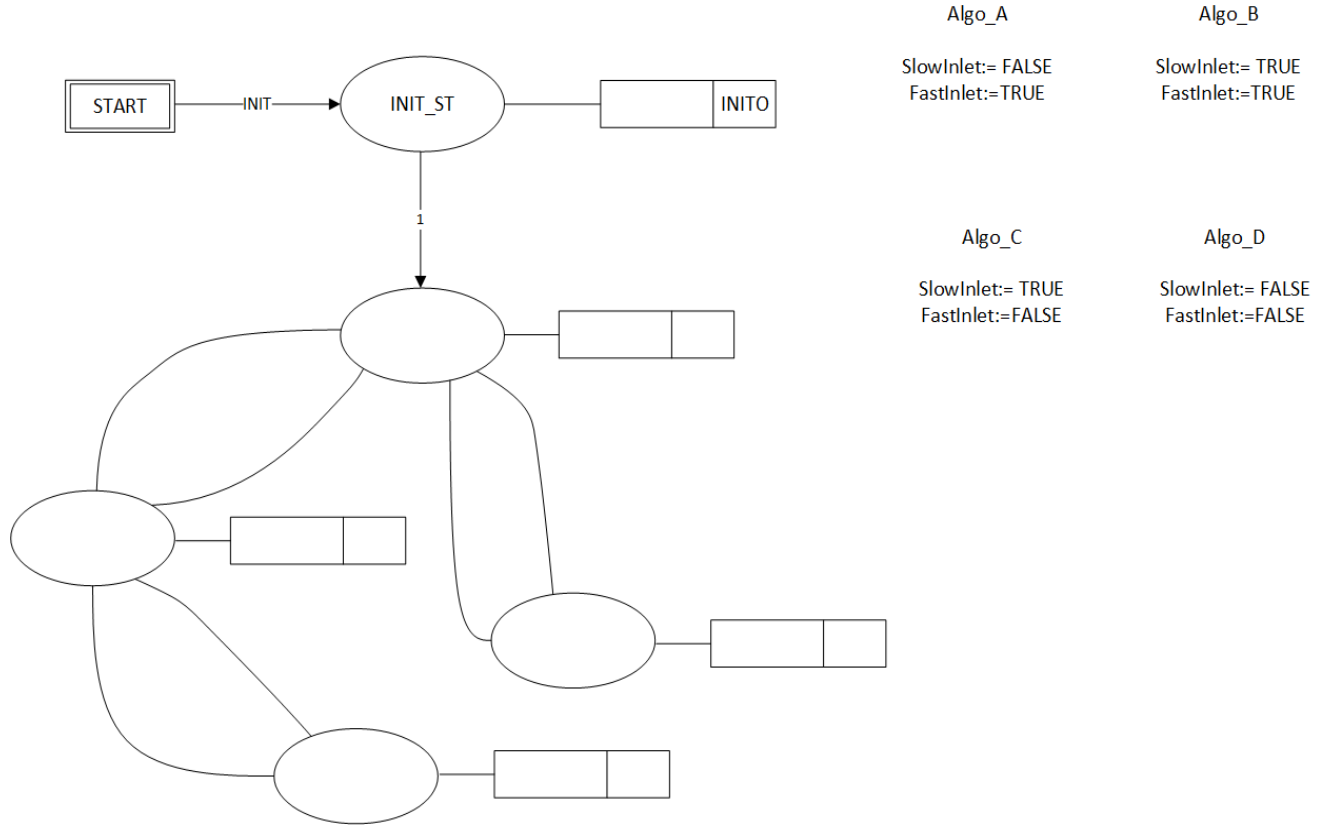 START
INIT
INIT_ST
INITO
1
Algo_A
SlowInlet:= FALSE
FastInlet:=TRUE
Algo_B
SlowInlet:= TRUE
FastInlet:=TRUE
Algo_C
SlowInlet:= TRUE
FastInlet:=FALSE
Algo_D
SlowInlet:= FALSE
FastInlet:=FALSE